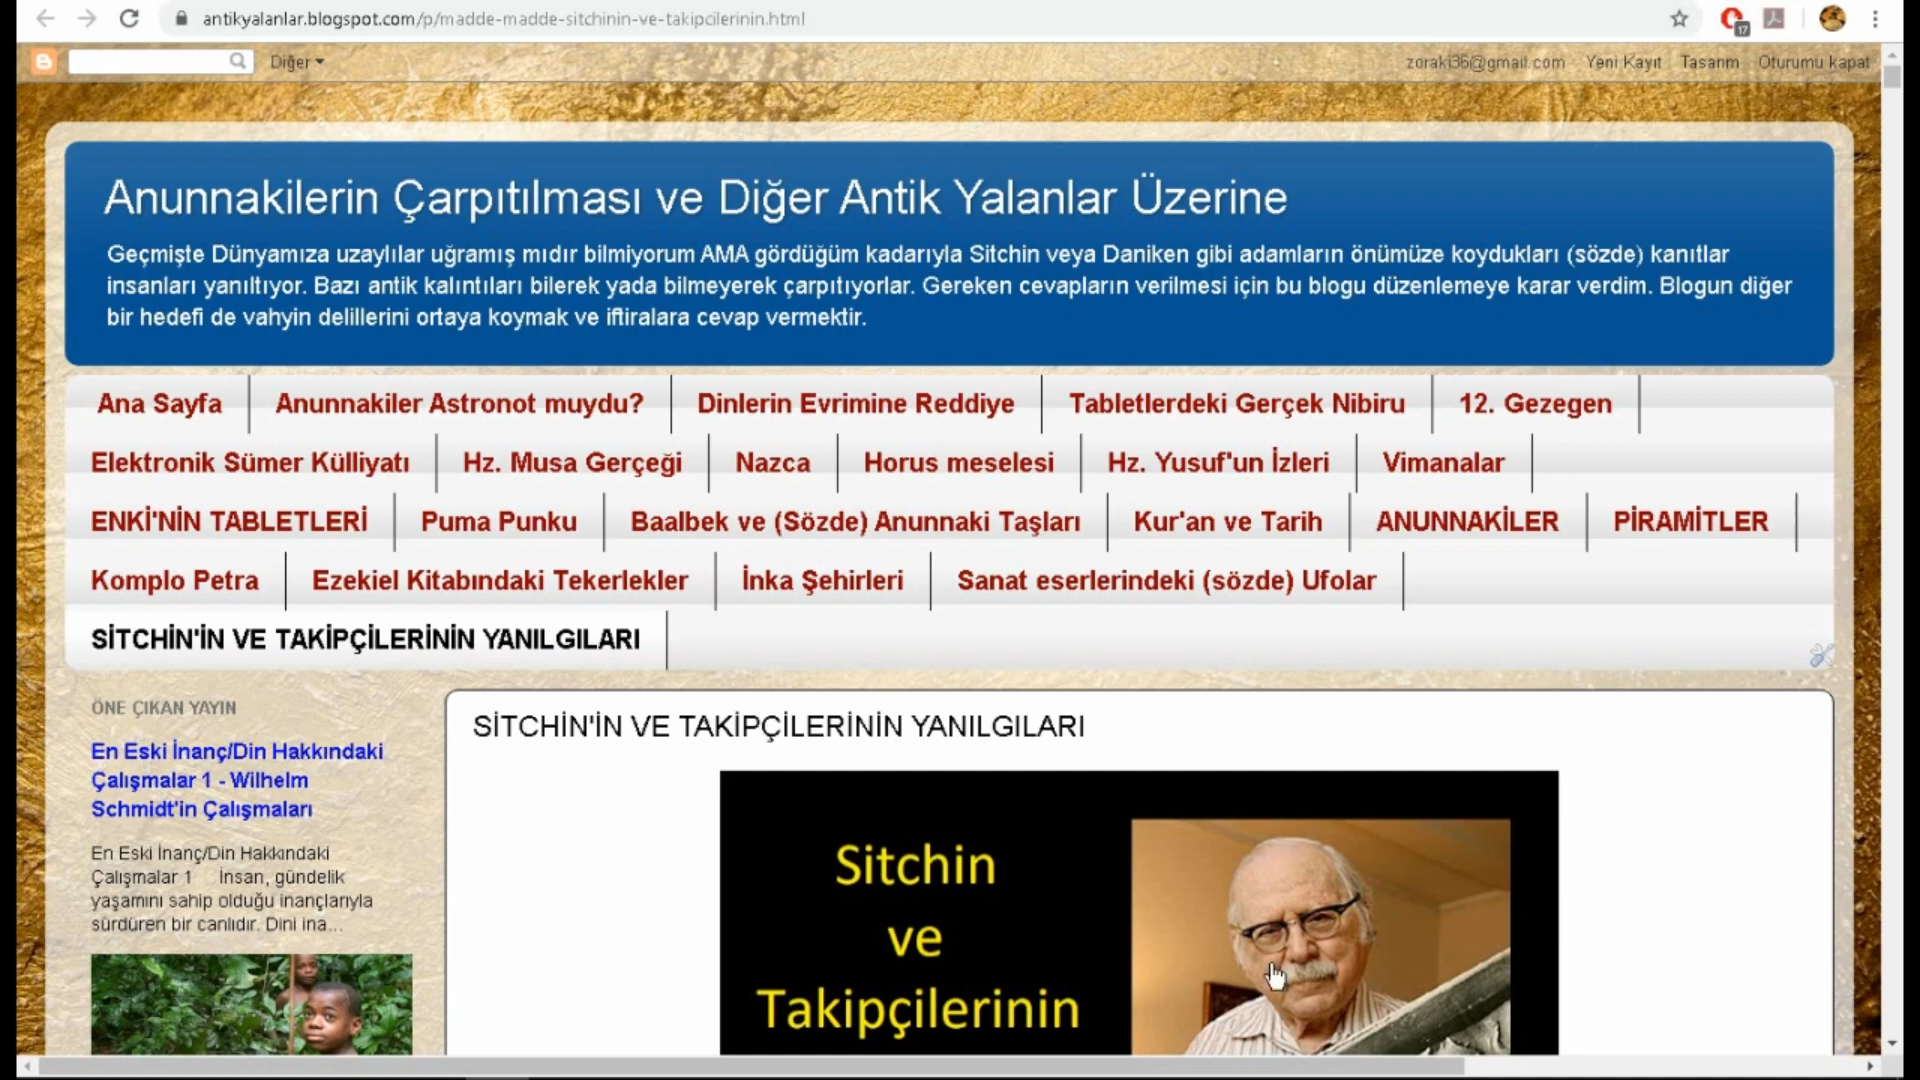 antikyalanlar.blogspot.com/p/madde-madde-sitchinin-ve-takipcilerinin.html
17
Diğer
zoraki36@gmail.com Yeni Kayıt Tasarım Oturumu kapat
Anunnakilerin Çarpıtılması ve Diğer Antik Yalanlar Üzerine
Geçmişte Dünyamıza uzaylılar uğramış mıdır bilmiyorum AMA gördüğüm kadarıyla Sitchin veya Daniken gibi adamların önümüze koydukları (sözde) kanıtlar
insanları yanıltıyor. Bazı antik kalıntıları bilerek yada bilmeyerek çarpıtıyorlar. Gereken cevapların verilmesi için bu blogu düzenlemeye karar verdim. Blogun diğer
bir hedefi de vahyin delillerini ortaya koymak ve iftiralara cevap vermektir.
Ana Sayfa Anunnakiler Astronot muydu? Dinlerin Evrimine Reddiye Tabletlerdeki Gerçek Nibiru 12. Gezegen
Elektronik Sümer Külliyatı Hz. Musa Gerçeği Nazca Horus meselesi Hz. Yusuf'un İzleri Vimanalar
ENKİ'NİN TABLETLERİ Puma Punku Baalbek ve (Sözde) Anunnaki Taşları Kur'an ve Tarih ANUNNAKİLER PİRAMİTLER
Komplo Petra Ezekiel Kitabındaki Tekerlekler İnka Şehirleri Sanat eserlerindeki (sözde) Ufolar
SİTCHİN'İN VE TAKİPÇİLERİNİN YANILGILARI
ÖNE ÇIKAN YAYIN
En Eski İnanç/Din Hakkındaki
Çalışmalar 1 - Wilhelm
Schmidt'in Çalışmaları
En Eski İnanç/Din Hakkındaki
Çalışmalar 1 İnsan, gündelik
yaşamını sahip olduğu inançlarıyla
sürdüren bir canlıdır. Dini ina...
SİTCHİN'İN VE TAKİPÇİLERİNİN YANILGILARI
Sitchin
ve
Takipçilerinin